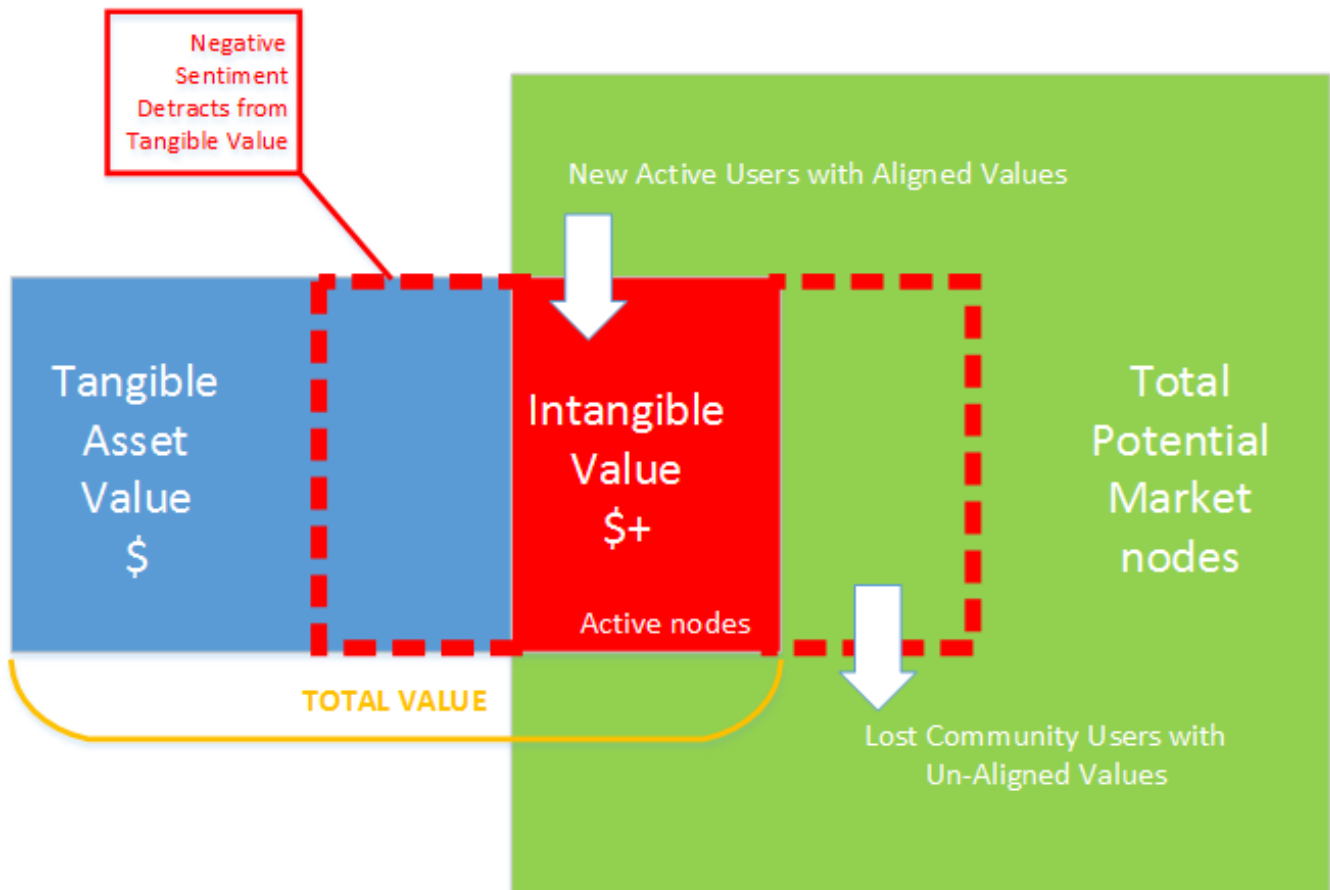 Negative
Sentiment
Detracts from
Tangible Value
New Active Users with Aligned Values
Tangible
Asset
Value
$
Intangible
Value
$+
Active nodes
Total
Potential
Market
nodes
TOTAL VALUE
Lost Community Users with
Un-Aligned Values